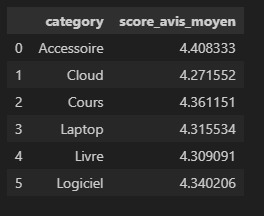 category score_avis_moyen
0 Accessoire 4.408333
1 Cloud 4.271552
2 Cours 4.361151
3 Laptop 4.315534
4 Livre 4.309091
5 Logiciel 4.340206